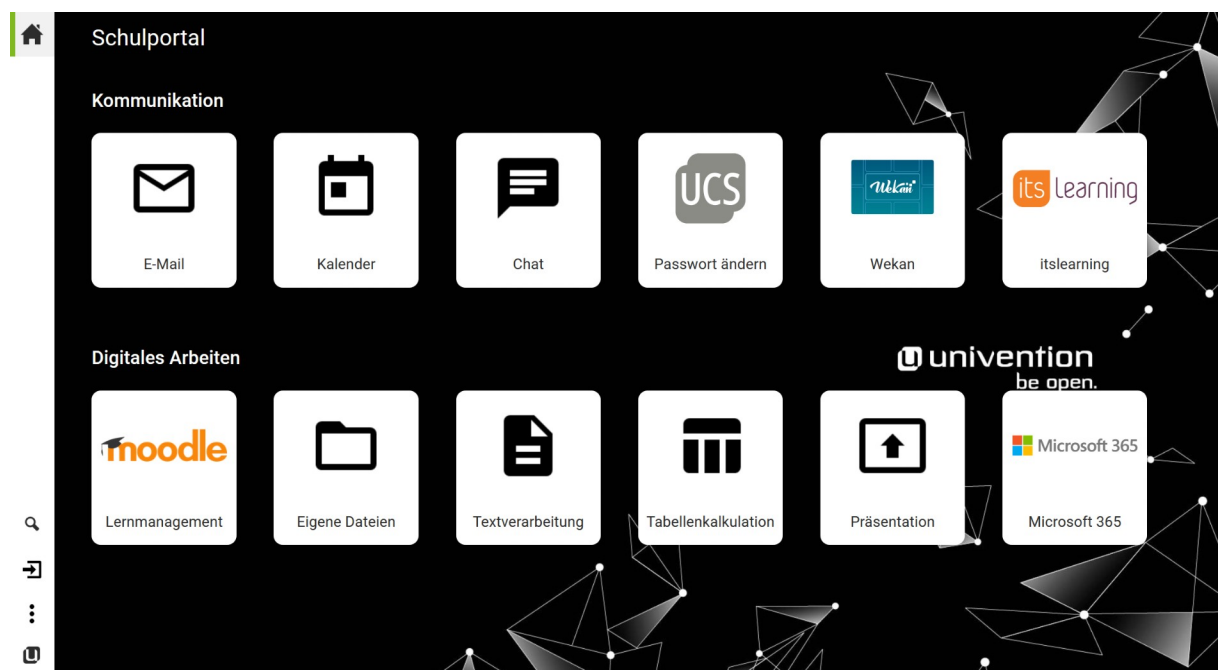 Schulportal
Kommunikation
UCS
Wekan
its learning
E-Mail
Kalender
Chat
Passwort ändern
Wekan
itslearning
Digitales Arbeiten
univention
be open.
moodle
Microsoft 365
Lernmanagement
Eigene Dateien
Textverarbeitung
Tabellenkalkulation
Präsentation
Microsoft 365